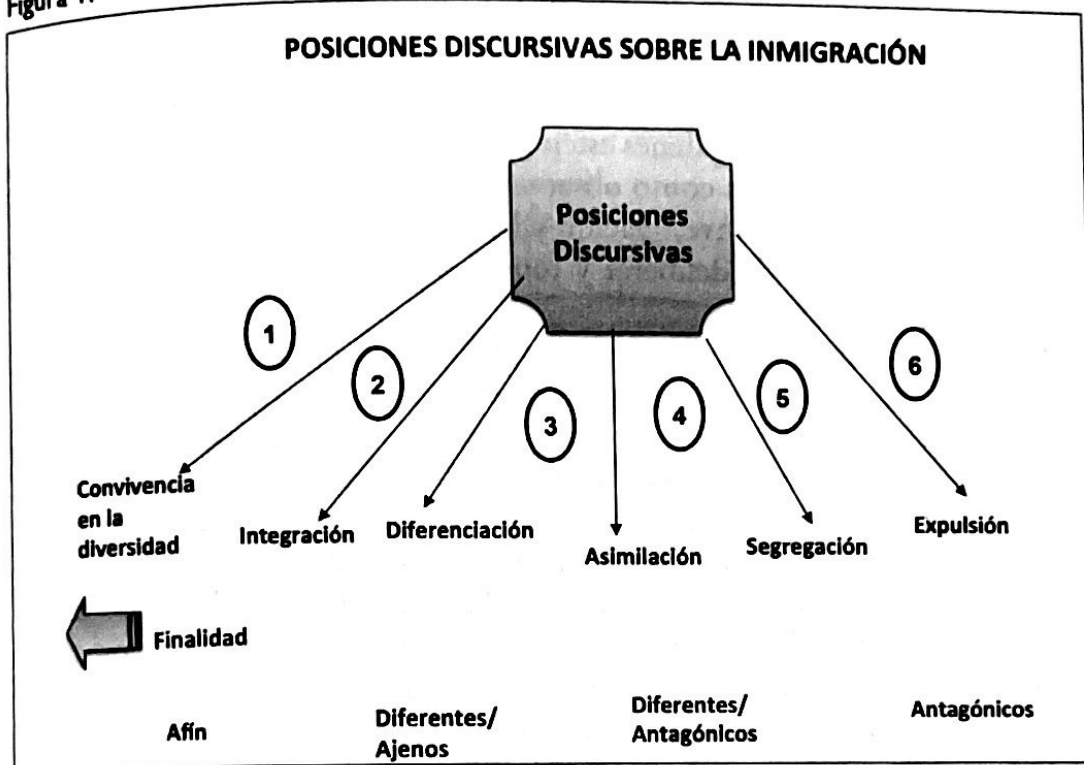 Figura
POSICIONES DISCURSIVAS SOBRE LA INMIGRACIÓN
Posiciones
Discursivas
1
2
3
4
5
6
Convivencia
en la
diversidad
Integración
Diferenciación
Asimilación
Segregación
Expulsión
Finalidad
Afín
Diferentes/
Ajenos
Diferentes/
Antagónicos
Antagónicos